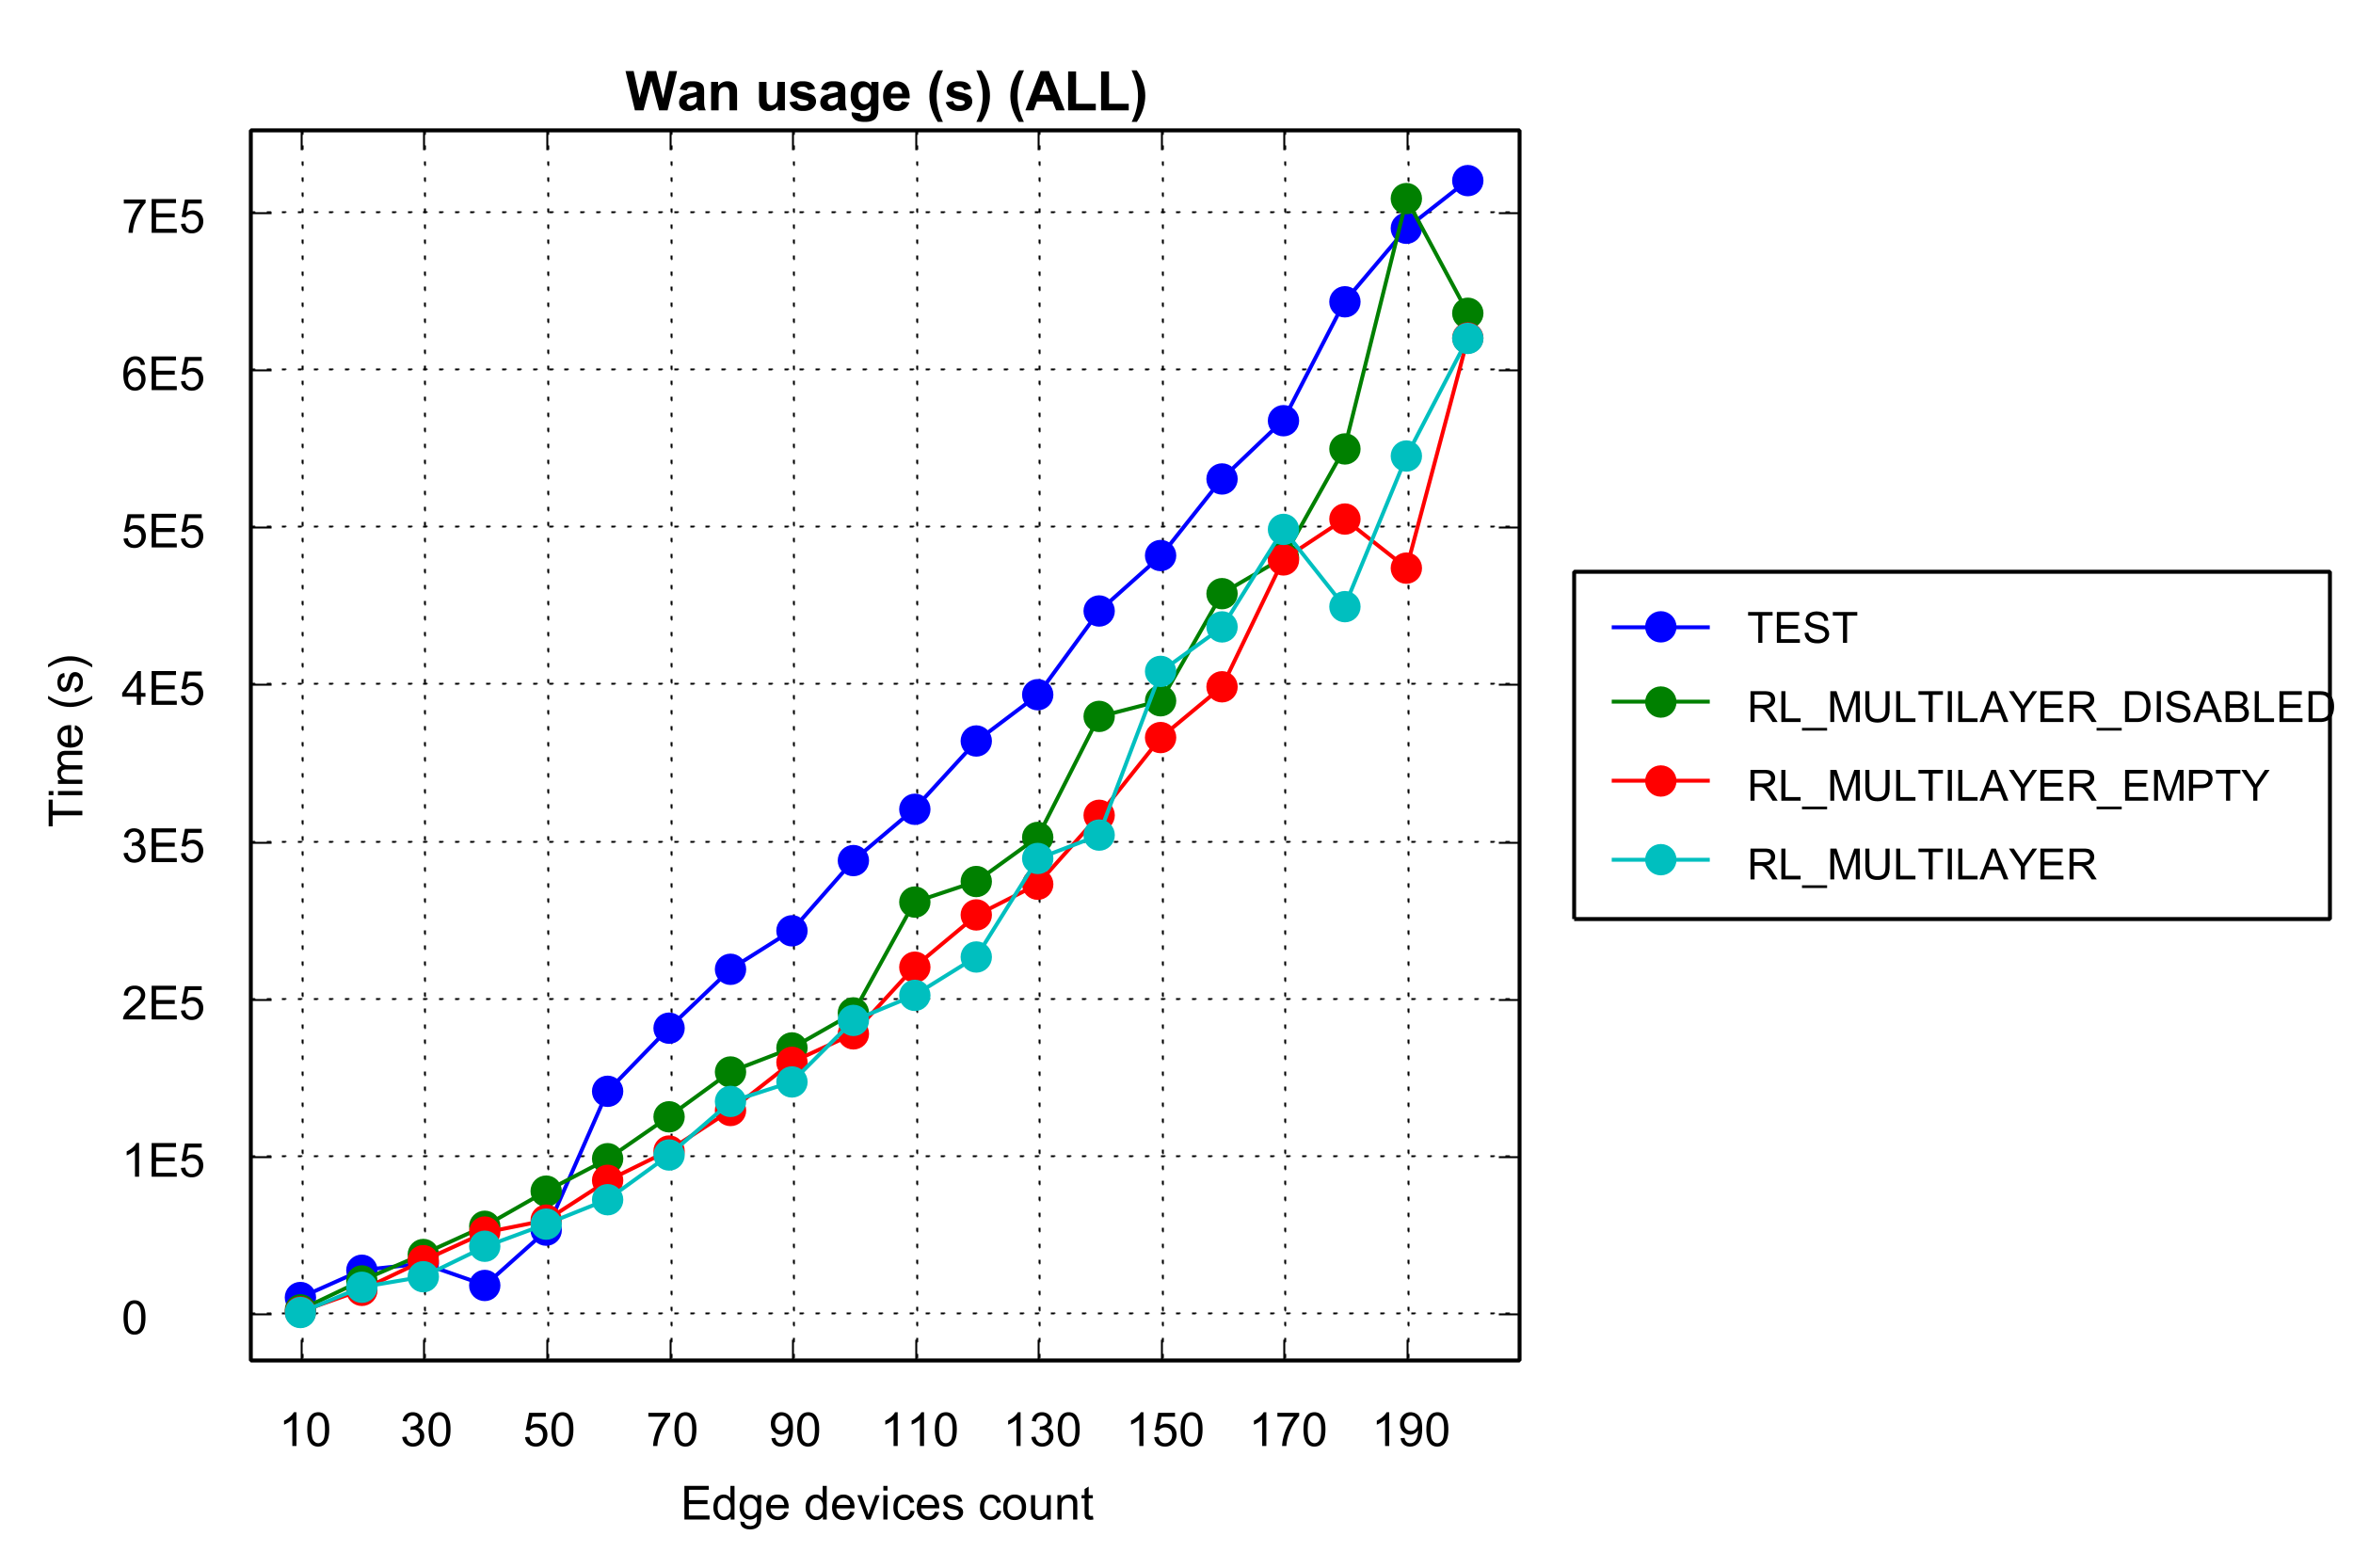 Wan usage (s) (ALL)
7E5
6E5
5E5
4E5
3E5
2E5
1E5
0
Time (s)
10 30 50 70 90 110 130 150 170 190
Edge devices count
TEST
RL_MULTILAYER_DISABLED
RL_MULTILAYER_EMPTY
RL_MULTILAYER